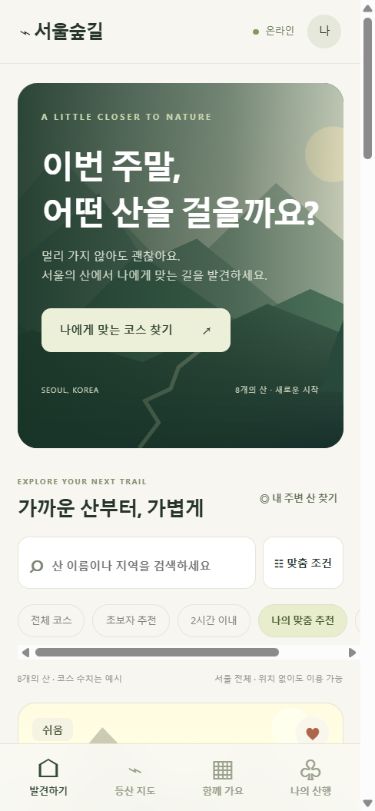 서울숲길
온라인
나
A LITTLE CLOSER TO NATURE
이번 주말,
어떤 산을 걸을까요?
멀리 가지 않아도 괜찮아요.
서울의 산에서 나에게 맞는 길을 발견하세요.
나에게 맞는 코스 찾기 ↗
SEOUL, KOREA
8개의 산 · 새로운 시작
EXPLORE YOUR NEXT TRAIL
가까운 산부터, 가볍게
◎ 내 주변 산 찾기
산 이름이나 지역을 검색하세요
☷ 맞춤 조건
전체 코스
초보자 추천
2시간 이내
나의 맞춤 추천
8개의 산 · 코스 수치는 예시
서울 전체 · 위치 없이도 이용 가능
쉬움
발견하기
등산 지도
함께 가요
나의 산행